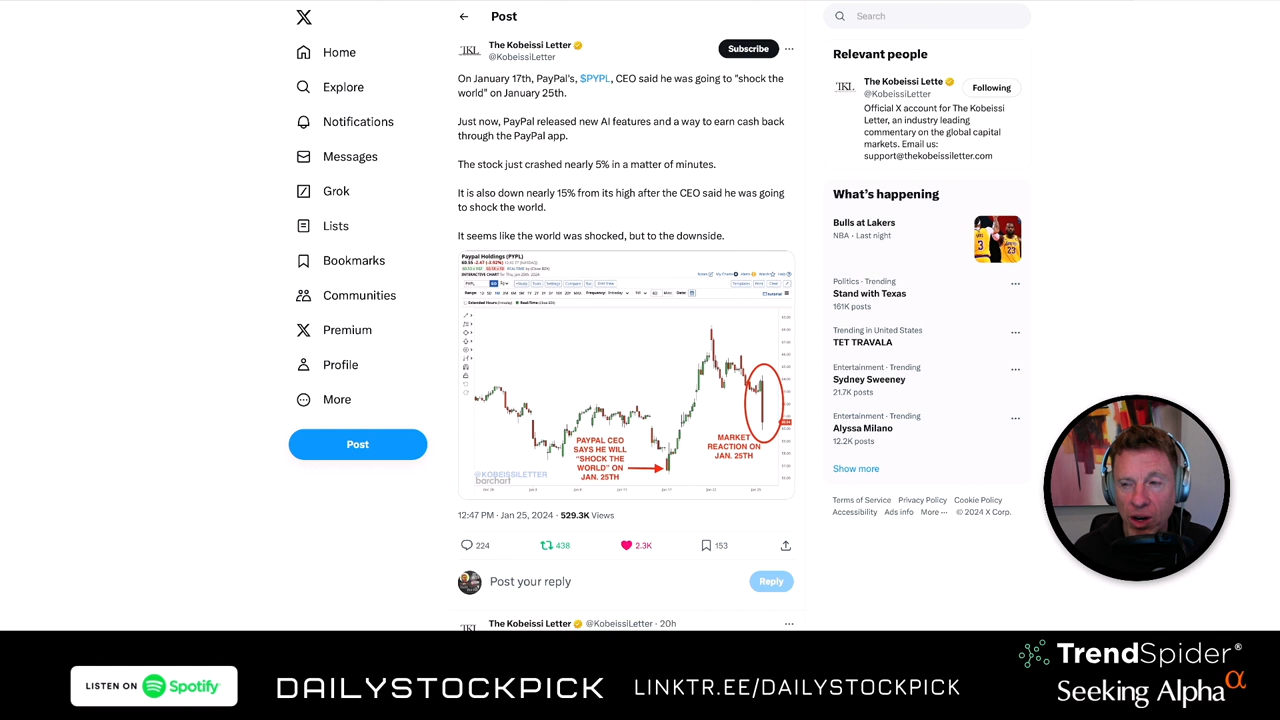 Home
Explore
Notifications
Messages
Grok
Lists
Bookmarks
Communities
Premium
Profile
More
Post
Post
The Kobeissi Letter
@KobeissiLetter
Subscribe
On January 17th, PayPal's, $PYPL, CEO said he was going to "shock the
world" on January 25th.
Just now, PayPal released new AI features and a way to earn cash back
through the PayPal app.
The stock just crashed nearly 5% in a matter of minutes.
It is also down nearly 15% from its high after the CEO said he was going
to shock the world.
It seems like the world was shocked, but to the downside.
Paypal Holdings (PYPL)
PAYPAL CEO
SAYS HE WILL
"SHOCK THE
WORLD" ON
JAN. 25TH
MARKET
REACTION ON
JAN. 25TH
@KOBEISSILETTER
barchart
12:47 PM · Jan 25, 2024 · 529.3K Views
224
438
2.3K
153
Post your reply
Reply
The Kobeissi Letter @KobeissiLetter · 20h
Search
Relevant people
The Kobeissi Lette
@KobeissiLetter
Following
Official X account for The Kobeissi
Letter, an industry leading
commentary on the global capital
markets. Email us:
support@thekobeissiletter.com
What's happening
Bulls at Lakers
NBA · Last night
Politics · Trending
Stand with Texas
161K posts
Trending in United States
TET TRAVALA
Entertainment · Trending
Sydney Sweeney
21.7K posts
Entertainment · Trending
Alyssa Milano
12.2K posts
Show more
Terms of Service Privacy Policy Cookie Policy
Accessibility Ads info More ··· © 2024 X Corp.
LISTEN ON Spotify
DAILYSTOCKPICK
LINKTR.EE/DAILYSTOCKPICK
TrendSpider®
Seeking Alpha α